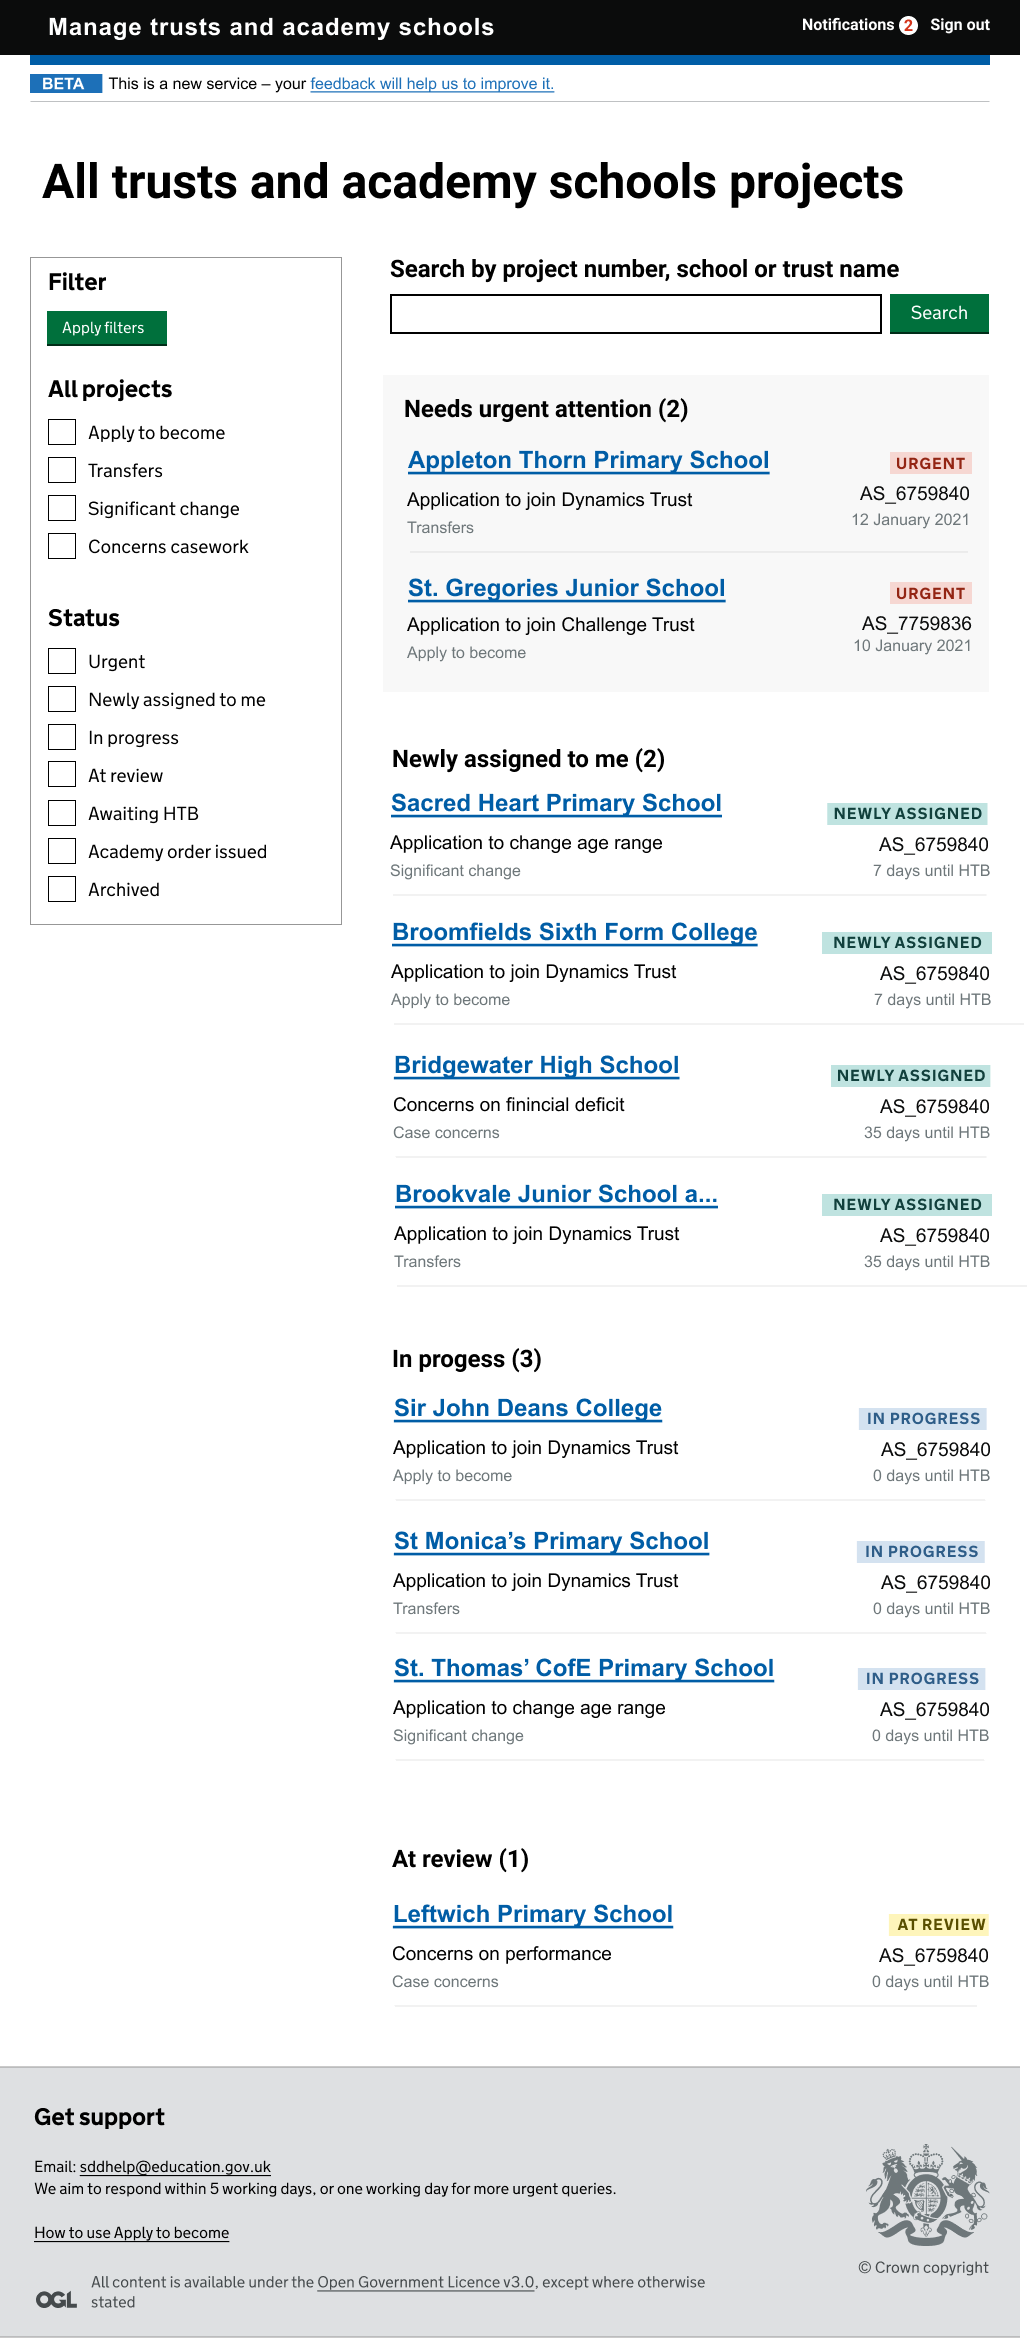 Manage trusts and academy schools
Notifications 2 Sign out
BETA This is a new service – your feedback will help us to improve it.
All trusts and academy schools projects
Filter
Apply filters
All projects
Apply to become
Transfers
Significant change
Concerns casework
Status
Urgent
Newly assigned to me
In progress
At review
Awaiting HTB
Academy order issued
Archived
Search by project number, school or trust name
Search
Needs urgent attention (2)
Appleton Thorn Primary School
URGENT
Application to join Dynamics Trust
AS_6759840
Transfers
12 January 2021
St. Gregories Junior School
URGENT
Application to join Challenge Trust
AS_7759836
Apply to become
10 January 2021
Newly assigned to me (2)
Sacred Heart Primary School
NEWLY ASSIGNED
Application to change age range
AS_6759840
Significant change
7 days until HTB
Broomfields Sixth Form College
NEWLY ASSIGNED
Application to join Dynamics Trust
AS_6759840
Apply to become
7 days until HTB
Bridgewater High School
NEWLY ASSIGNED
Concerns on finincial deficit
AS_6759840
Case concerns
35 days until HTB
Brookvale Junior School a...
NEWLY ASSIGNED
Application to join Dynamics Trust
AS_6759840
Transfers
35 days until HTB
In progess (3)
Sir John Deans College
IN PROGRESS
Application to join Dynamics Trust
AS_6759840
Apply to become
0 days until HTB
St Monica’s Primary School
IN PROGRESS
Application to join Dynamics Trust
AS_6759840
Transfers
0 days until HTB
St. Thomas’ CofE Primary School
IN PROGRESS
Application to change age range
AS_6759840
Significant change
0 days until HTB
At review (1)
Leftwich Primary School
AT REVIEW
Concerns on performance
AS_6759840
Case concerns
0 days until HTB
Get support
Email: sddhelp@education.gov.uk
We aim to respond within 5 working days, or one working day for more urgent queries.
How to use Apply to become
© Crown copyright
OGL
All content is available under the Open Government Licence v3.0, except where otherwise
stated